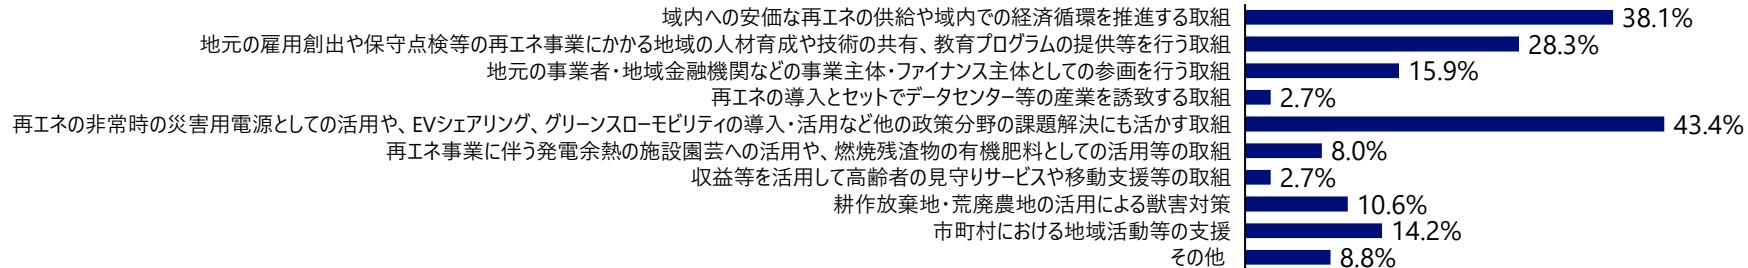 域内への安価な再エネの供給や域内での経済循環を推進する取組 38.1%
地元の雇用創出や保守点検等の再エネ事業にかかる地域の人材育成や技術の共有、教育プログラムの提供等を行う取組 28.3%
地元の事業者・地域金融機関などの事業主体・ファイナンス主体としての参画を行う取組 15.9%
再エネの導入とセットでデータセンター等の産業を誘致する取組 2.7%
再エネの非常時の災害用電源としての活用や、EVシェアリング、グリーンスローモビリティの導入・活用など他の政策分野の課題解決にも活かす取組 43.4%
再エネ事業に伴う発電余熱の施設園芸への活用や、燃焼残渣物の有機肥料としての活用等の取組 8.0%
収益等を活用して高齢者の見守りサービスや移動支援等の取組 2.7%
耕作放棄地・荒廃農地の活用による獣害対策 10.6%
市町村における地域活動等の支援 14.2%
その他 8.8%